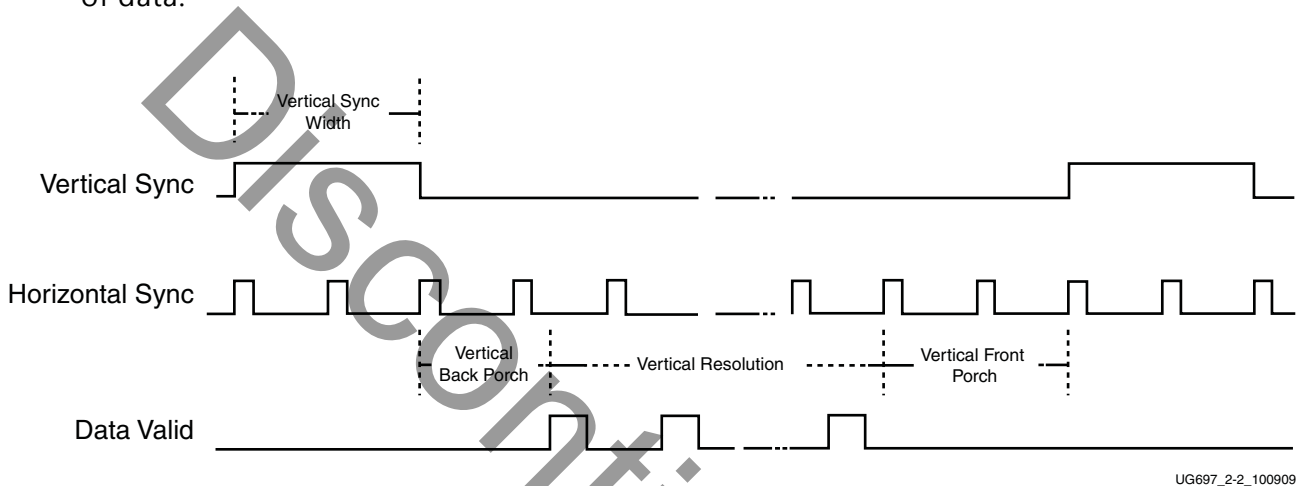 of data.
Vertical Sync
Width
Vertical Sync
Horizontal Sync
Vertical
Back Porch
Vertical Resolution
Vertical Front
Porch
Data Valid
UG697_2-2_100909
Disconti